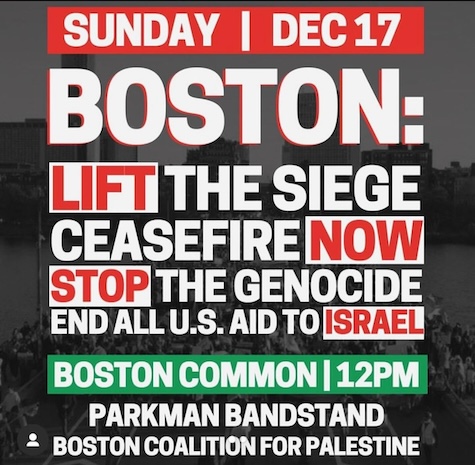 SUNDAY | DEC 17
BOSTON:
LIFT THE SIEGE
CEASEFIRE NOW
STOP THE GENOCIDE
END ALL U.S. AID TO ISRAEL
BOSTON COMMON | 12PM
PARKMAN BANDSTAND
BOSTON COALITION FOR PALESTINE